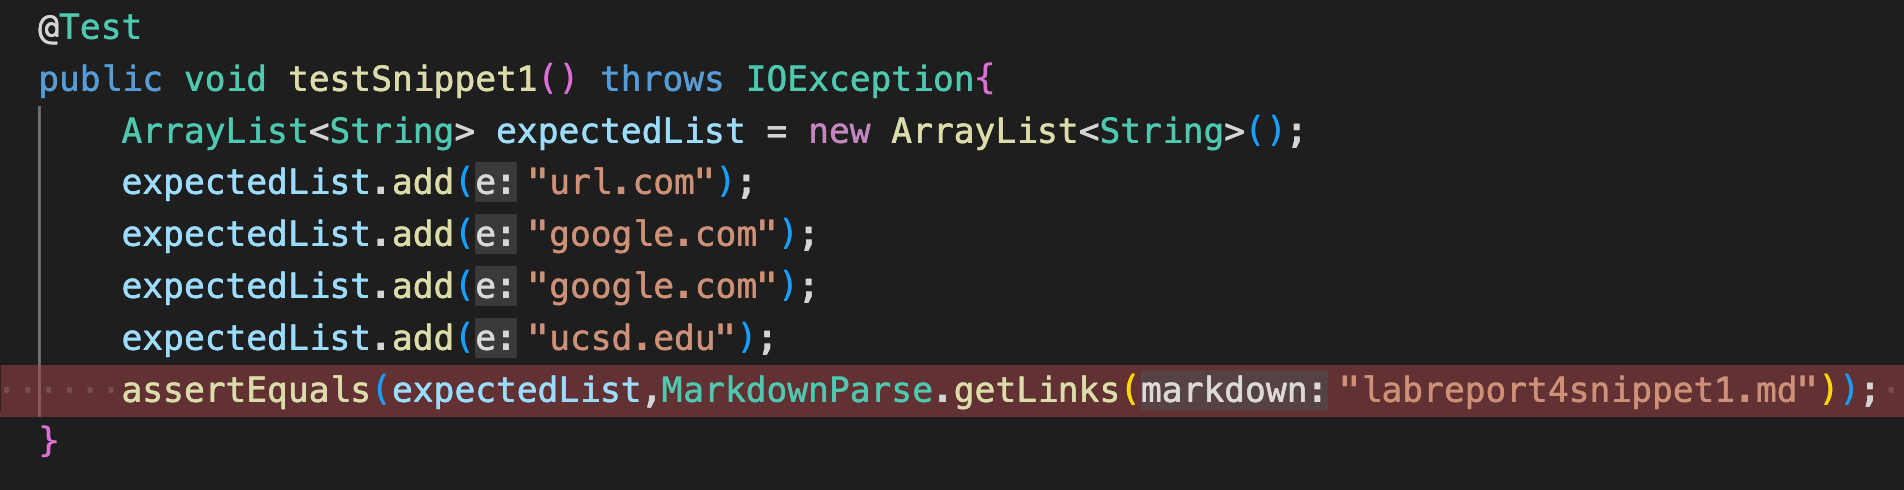 @Test
public void testSnippet1() throws IOException{
ArrayList<String> expectedList = new ArrayList<String>();
expectedList.add(e: "url.com");
expectedList.add(e: "google.com");
expectedList.add(e: "google.com");
expectedList.add(e: "ucsd.edu");
assertEquals(expectedList,MarkdownParse.getLinks(markdown: "labreport4snippet1.md"));
}